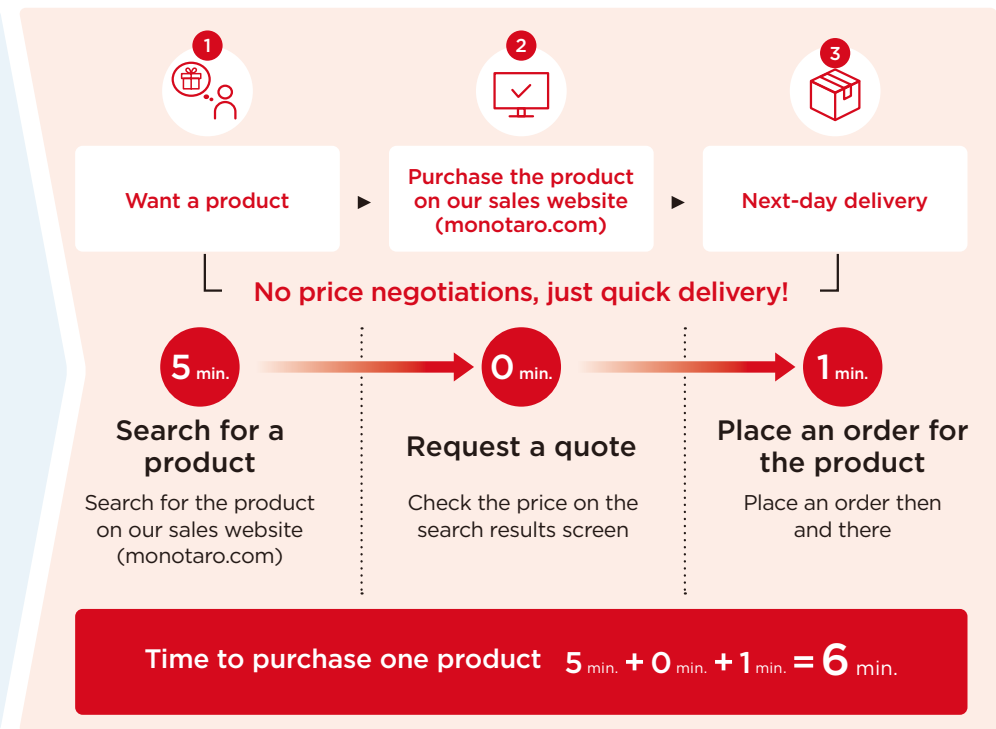 1
2
3
Want a product
▶
Purchase the product
on our sales website
(monotaro.com)
▶
Next-day delivery
No price negotiations, just quick delivery!
5 min.
0 min.
1 min.
Search for a
product
Search for the product
on our sales website
(monotaro.com)
Request a quote
Check the price on the
search results screen
Place an order for
the product
Place an order then
and there
Time to purchase one product 5 min. + 0 min. + 1 min. = 6 min.